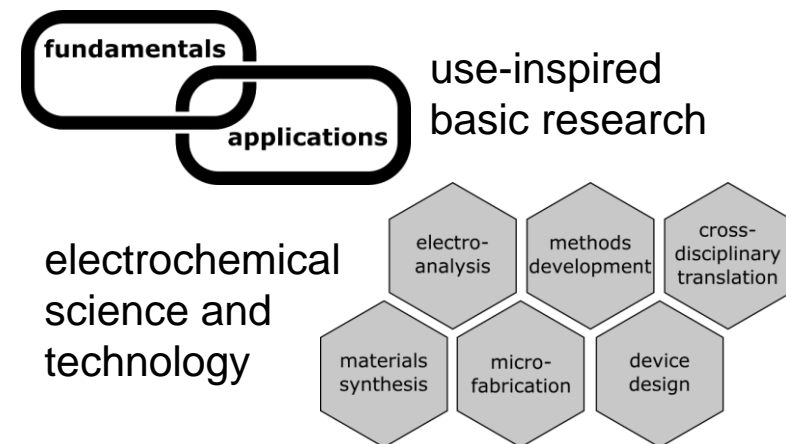 fundamentals
applications
use-inspired
basic research
electrochemical
science and
technology
electro-
analysis
methods
development
cross-
disciplinary
translation
materials
synthesis
micro-
fabrication
device
design